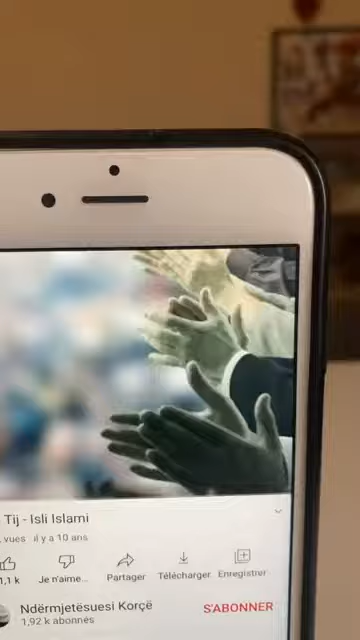 Tij - Isli Islami
vues il y a 10 ans
1,1 k Je n'aime... Partager Télécharger Enregistrer
Ndërmjetësuesi Korçë S'ABONNER
1,92 k abonnés